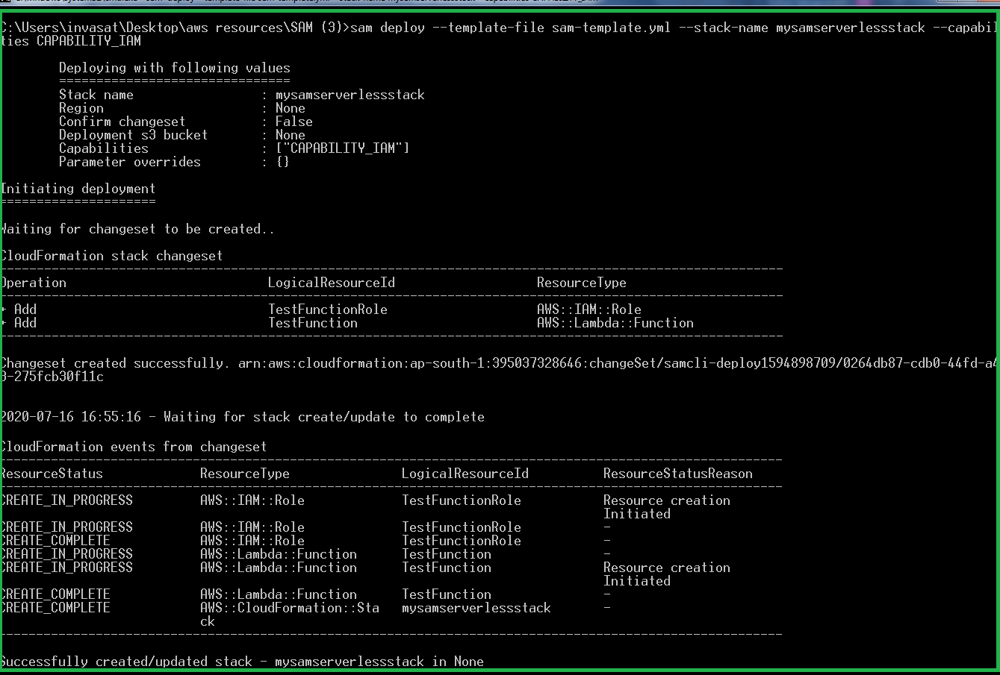 C:\Users\invasat\Desktop\aws resources\SAM (3)>sam deploy --template-file sam-template.yml --stack-name mysamserverlessstack --capabil
ties CAPABILITY_IAM
Deploying with following values
===============================
Stack name : mysamserverlessstack
Region : None
Confirm changeset : False
Deployment s3 bucket : None
Capabilities : ["CAPABILITY_IAM"]
Parameter overrides : {}
Initiating deployment
=====================
Waiting for changeset to be created..
CloudFormation stack changeset
Operation LogicalResourceId ResourceType
+ Add TestFunctionRole AWS::IAM::Role
+ Add TestFunction AWS::Lambda::Function
Changeset created successfully. arn:aws:cloudformation:ap-south-1:395037328646:changeSet/samcli-deploy1594898709/0264db87-cdb0-44fd-a4
3-275fcb30f11c
2020-07-16 16:55:16 - Waiting for stack create/update to complete
CloudFormation events from changeset
ResourceStatus ResourceType LogicalResourceId ResourceStatusReason
CREATE_IN_PROGRESS AWS::IAM::Role TestFunctionRole Resource creation
Initiated
CREATE_IN_PROGRESS AWS::IAM::Role TestFunctionRole -
CREATE_COMPLETE AWS::IAM::Role TestFunctionRole -
CREATE_IN_PROGRESS AWS::Lambda::Function TestFunction -
CREATE_IN_PROGRESS AWS::Lambda::Function TestFunction Resource creation
Initiated
CREATE_COMPLETE AWS::Lambda::Function TestFunction -
CREATE_COMPLETE AWS::CloudFormation::Sta mysamserverlessstack -
ck
Successfully created/updated stack - mysamserverlessstack in None